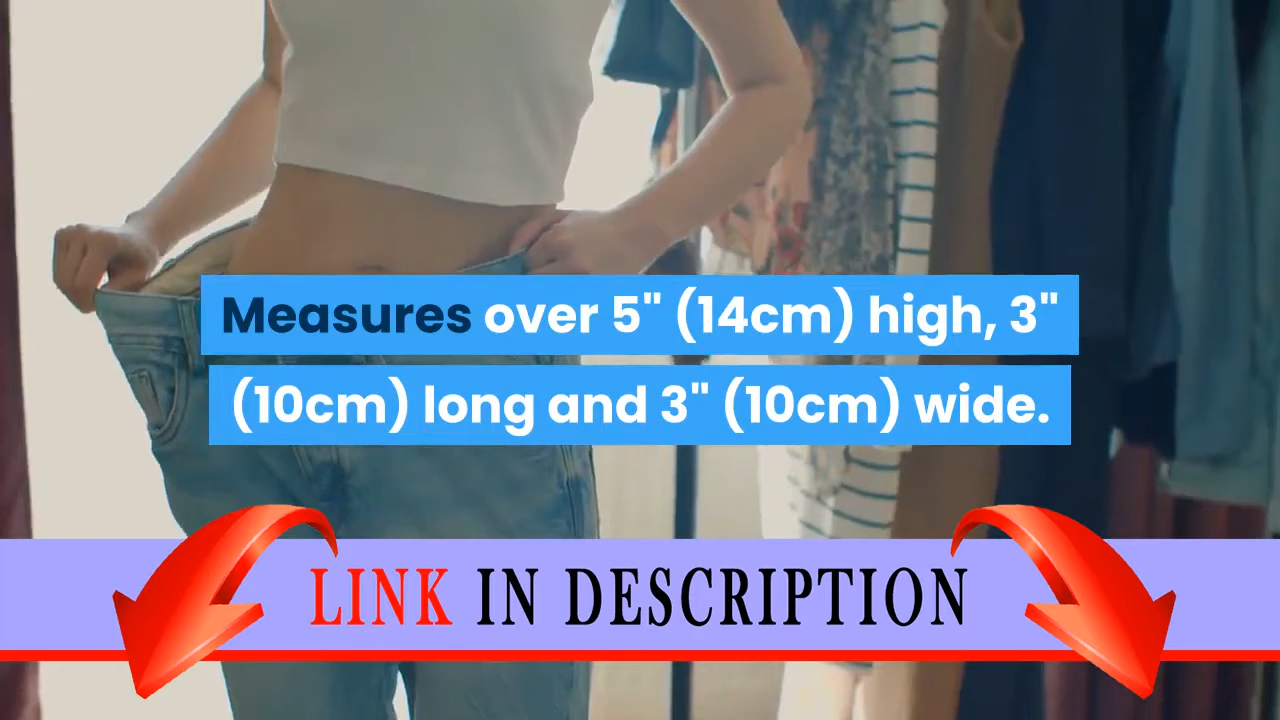 Measures over 5" (14cm) high, 3"
(10cm) long and 3" (10cm) wide.
LINK IN DESCRIPTION